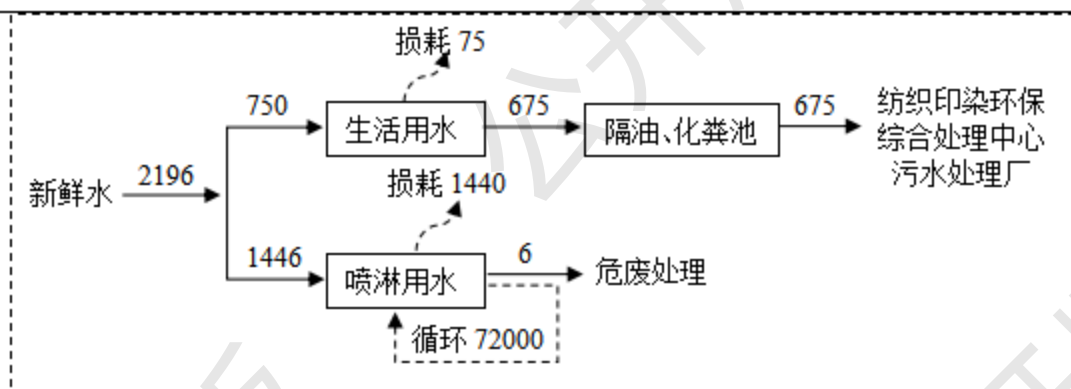 损耗 75
750
生活用水
675
隔油、化粪池
675
纺织印染环保
综合处理中心
污水处理厂
新鲜水
2196
损耗 1440
1446
喷淋用水
6
危废处理
循环 72000
公开